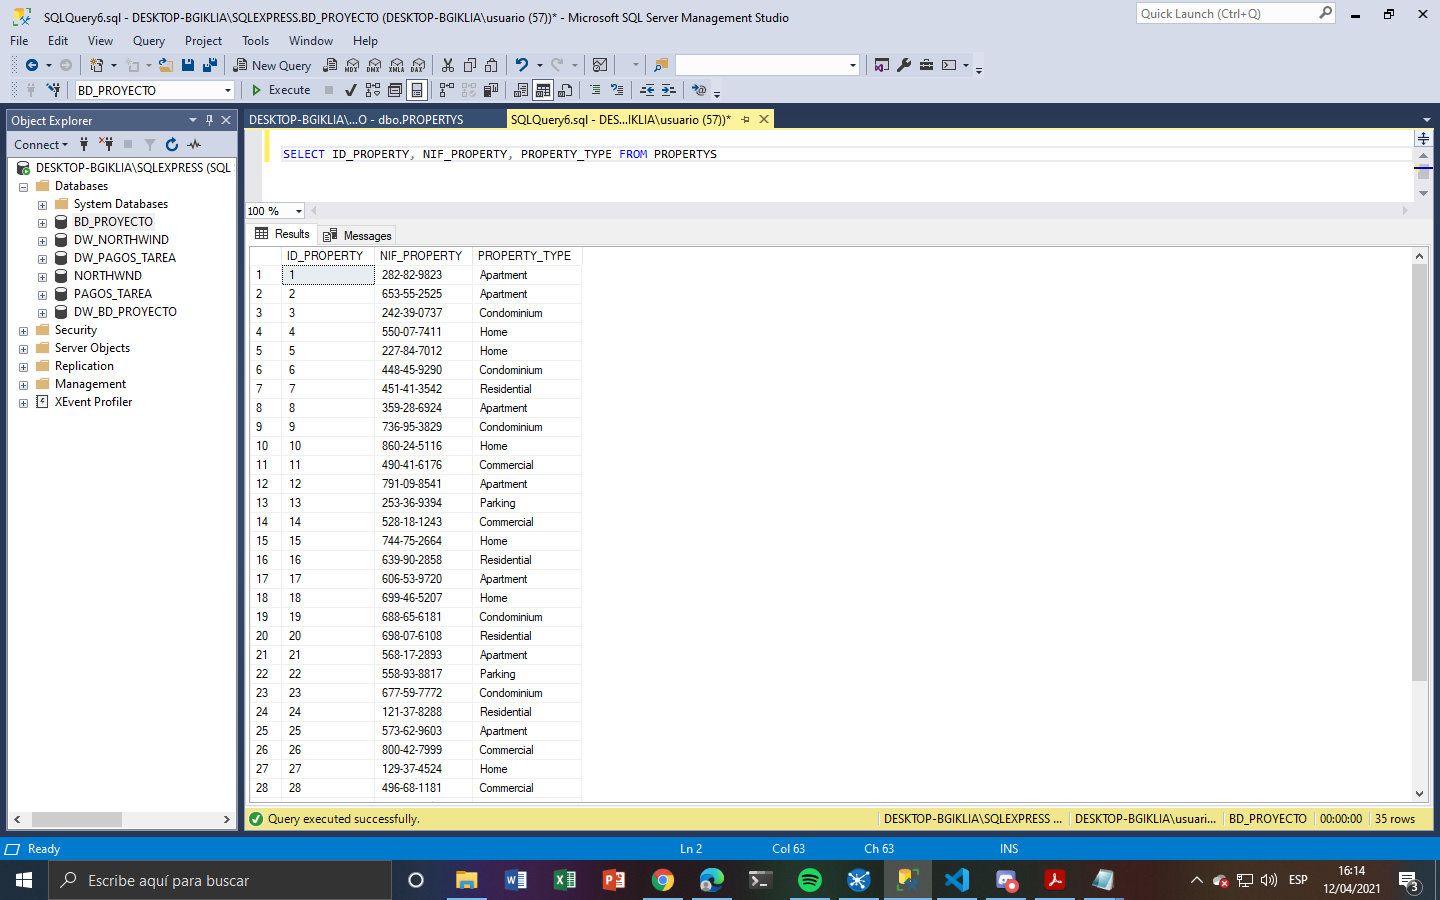 SQLQuery6.sql - DESKTOP-BGIKLIA\SQLEXPRESS.BD_PROYECTO (DESKTOP-BGIKLIA\usuario (57))* - Microsoft SQL Server Management Studio
Quick Launch (Ctrl+Q)
File Edit View Query Project Tools Window Help
New Query MDX DMX XMLA DAX
BD_PROYECTO Execute
Object Explorer
DESKTOP-BGIKLIA\...O - dbo.PROPERTYS
SQLQuery6.sql - DES...IKLIA\usuario (57))*
Connect
DESKTOP-BGIKLIA\SQLEXPRESS (SQL
Databases
System Databases
BD_PROYECTO
DW_NORTHWIND
DW_PAGOS_TAREA
NORTHWND
PAGOS_TAREA
DW_BD_PROYECTO
Security
Server Objects
Replication
Management
XEvent Profiler
SELECT ID_PROPERTY, NIF_PROPERTY, PROPERTY_TYPE FROM PROPERTYS
100 %
Results Messages
ID_PROPERTY NIF_PROPERTY PROPERTY_TYPE
1 1 282-82-9823 Apartment
2 2 653-55-2525 Apartment
3 3 242-39-0737 Condominium
4 4 550-07-7411 Home
5 5 227-84-7012 Home
6 6 448-45-9290 Condominium
7 7 451-41-3542 Residential
8 8 359-28-6924 Apartment
9 9 736-95-3829 Condominium
10 10 860-24-5116 Home
11 11 490-41-6176 Commercial
12 12 791-09-8541 Apartment
13 13 253-36-9394 Parking
14 14 528-18-1243 Commercial
15 15 744-75-2664 Home
16 16 639-90-2858 Residential
17 17 606-53-9720 Apartment
18 18 699-46-5207 Home
19 19 688-65-6181 Condominium
20 20 698-07-6108 Residential
21 21 568-17-2893 Apartment
22 22 558-93-8817 Parking
23 23 677-59-7772 Condominium
24 24 121-37-8288 Residential
25 25 573-62-9603 Apartment
26 26 800-42-7999 Commercial
27 27 129-37-4524 Home
28 28 496-68-1181 Commercial
Query executed successfully.
DESKTOP-BGIKLIA\SQLEXPRESS ... DESKTOP-BGIKLIA\usuari... BD_PROYECTO 00:00:00 35 rows
Ready Ln 2 Col 63 Ch 63 INS
Escribe aquí para buscar
ESP
16:14
12/04/2021
3